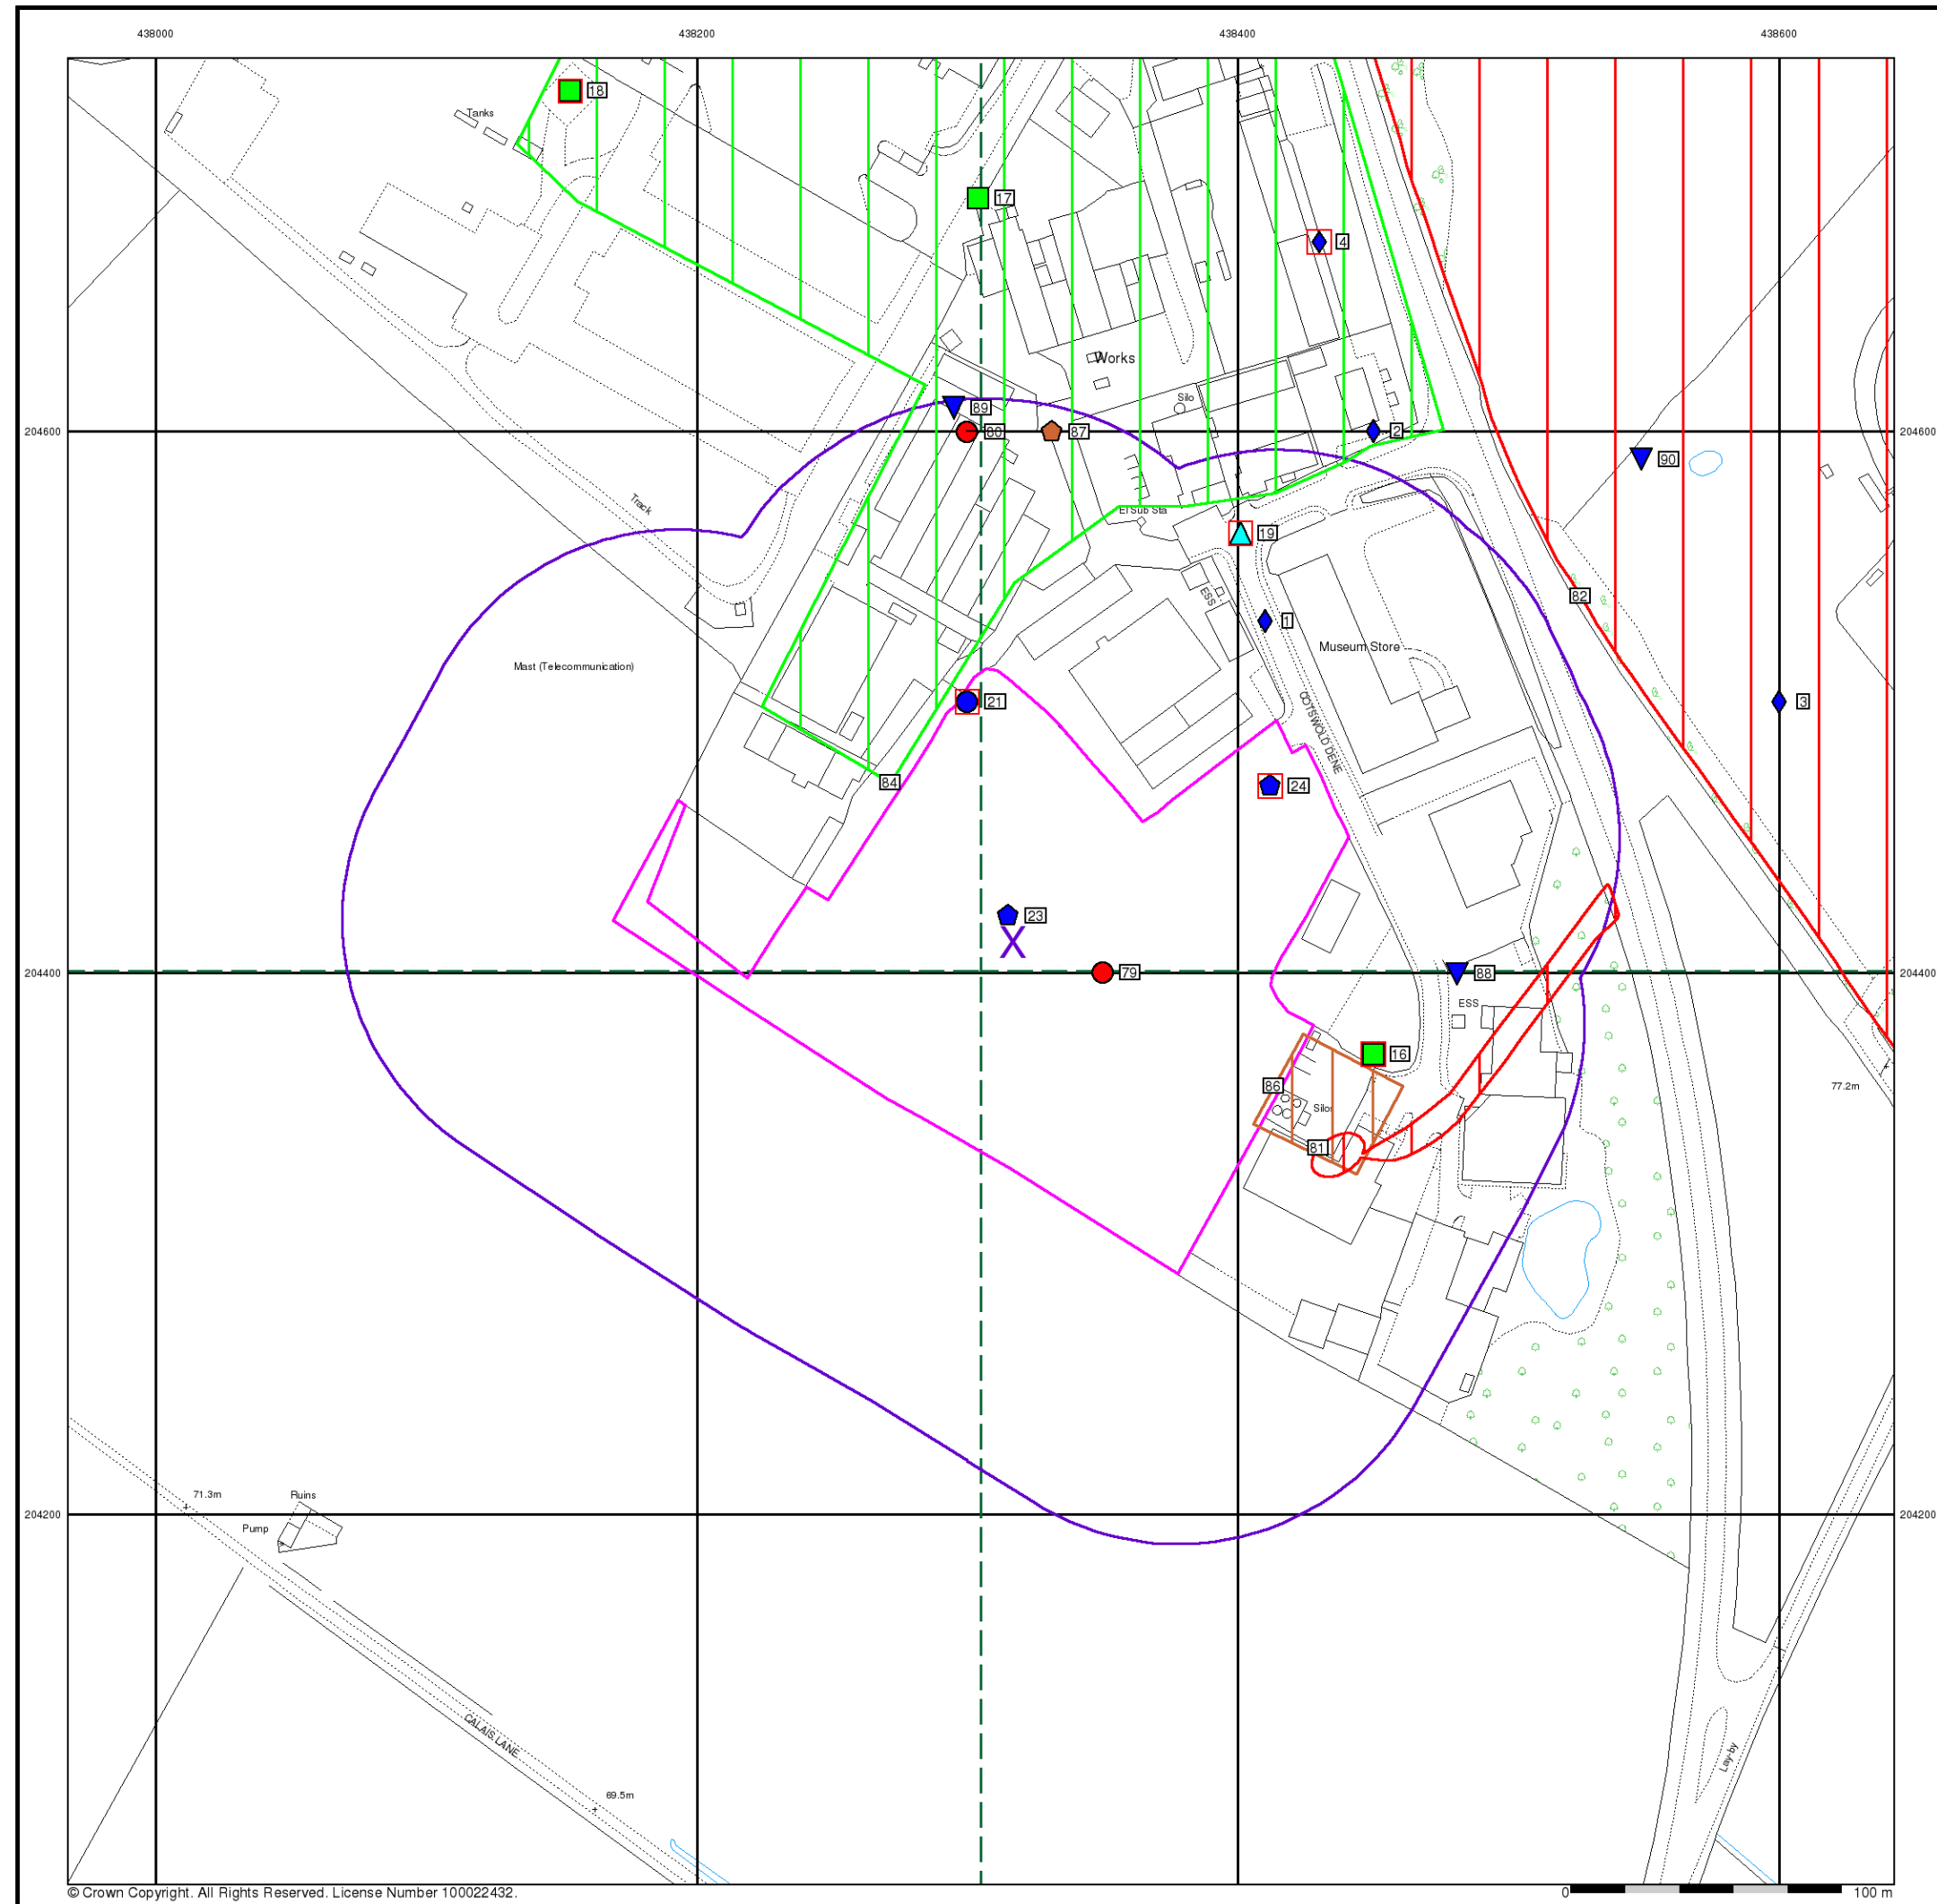 438000 438200 438400 438600
18
Tanks
17
4
Works
Silo
89
204600 80 87 2 204600
90
Track
El Sub Sta
19
ESS
82
1
Mast (Telecommunication)
Museum Store
21 3
COTSWOLD DENE
84
24
23
X
204400 79 88 204400
ESS
16
86
77.2m
Silos
81
Ruins
71.3m
204200 204200
Pump
CALAIS LANE
Lay-by
69.5m
© Crown Copyright. All Rights Reserved. License Number 100022432.
0 100 m